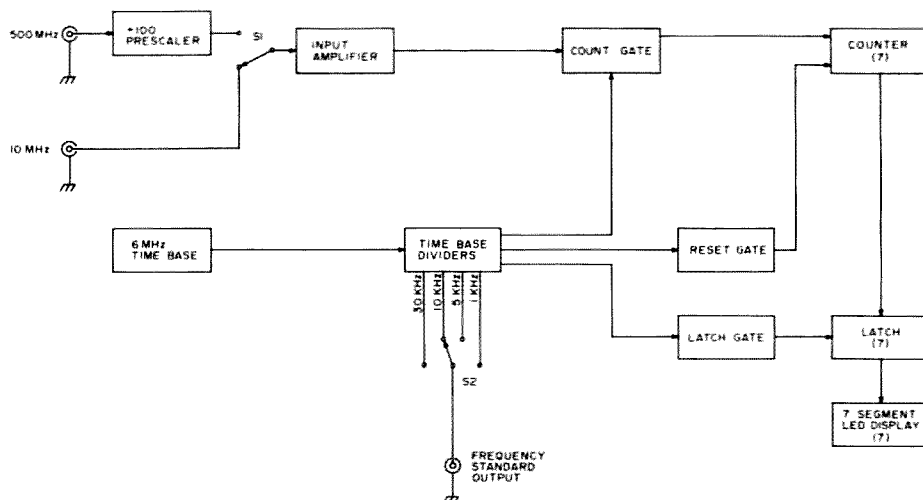 500 MHz
÷100
PRESCALER
S1
INPUT
AMPLIFIER
COUNT GATE
COUNTER
(7)
10 MHz
6 MHz
TIME BASE
TIME BASE
DIVIDERS
RESET GATE
30 KHz
10 KHz
5 KHz
1 KHz
LATCH GATE
LATCH
(7)
S2
7 SEGMENT
LED DISPLAY
(7)
FREQUENCY
STANDARD
OUTPUT